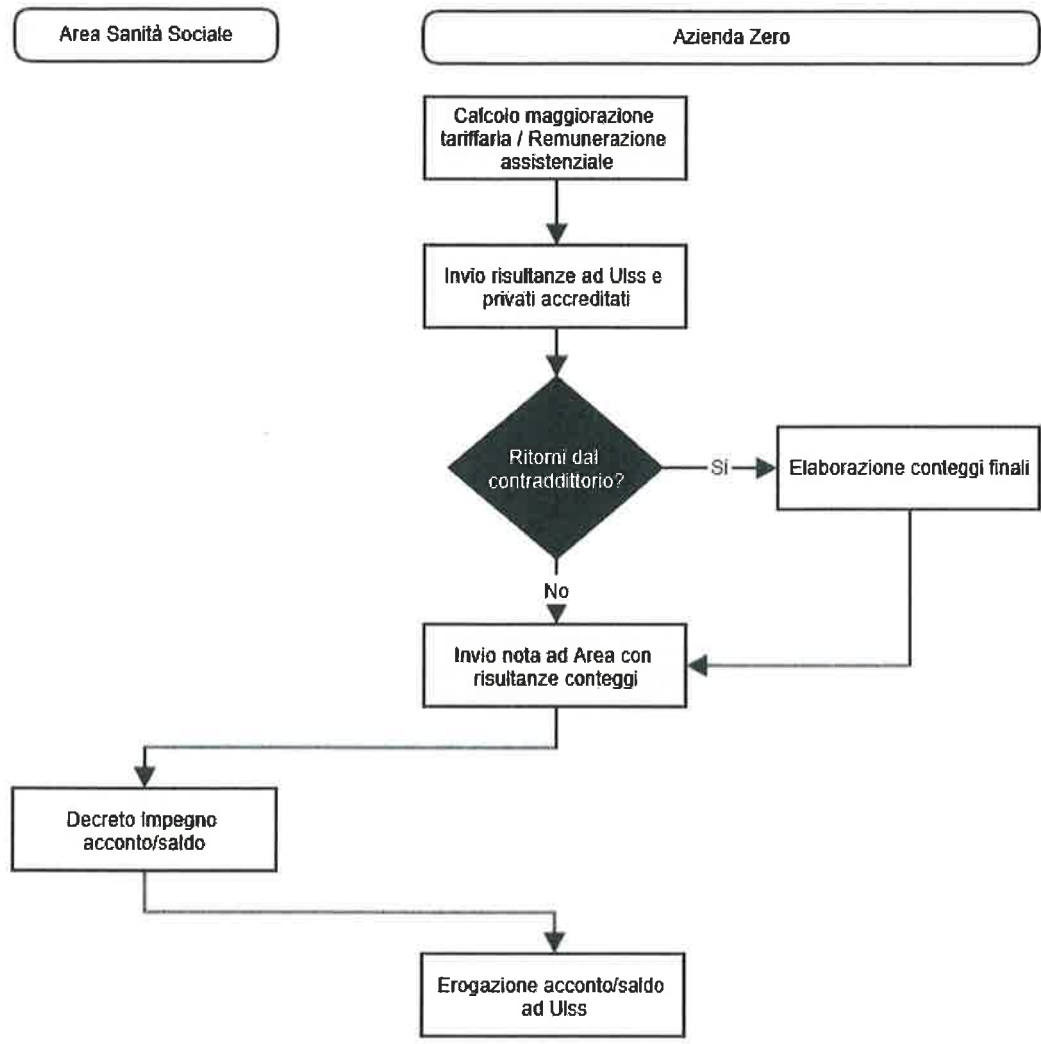 Area Sanità Sociale
Azienda Zero
Calcolo maggiorazione
tariffaria / Remunerazione
assistenziale
Invio risultanze ad Ulss e
privati accreditati
Ritorni dal
contraddittorio?
Sì
Elaborazione conteggi finali
No
Invio nota ad Area con
risultanze conteggi
Decreto Impegno
acconto/saldo
Erogazione acconto/saldo
ad Ulss